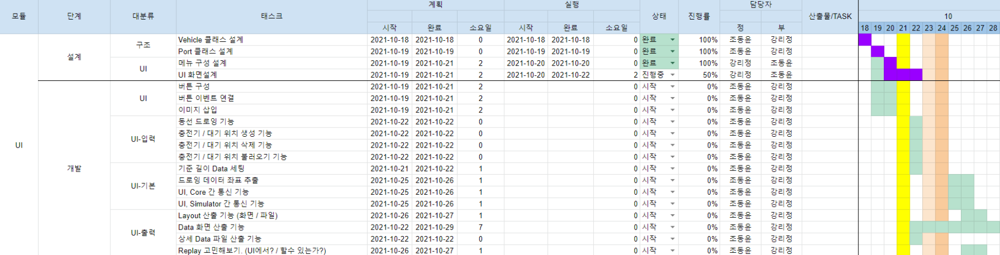 모듈 단계 대분류 태스크 계획 실행 상태 진행률 담당자 산출물/TASK 10
시작 완료 소요일 시작 완료 소요일 정 부 18 19 20 21 22 23 24 25 26 27 28
UI 설계 구조 Vehicle 클래스 설계 2021-10-18 2021-10-18 0 2021-10-18 2021-10-18 0 완료 100% 조동윤 강리정
Port 클래스 설계 2021-10-19 2021-10-19 0 2021-10-19 2021-10-19 0 완료 100% 조동윤 강리정
UI 메뉴 구성 설계 2021-10-19 2021-10-21 2 2021-10-20 2021-10-20 0 완료 100% 강리정 조동윤
UI 화면설계 2021-10-19 2021-10-21 2 2021-10-20 2021-10-22 2 진행중 50% 강리정 조동윤
개발 UI 버튼 구성 2021-10-19 2021-10-21 2 0 시작 0% 조동윤 강리정
버튼 이벤트 연결 2021-10-19 2021-10-21 2 0 시작 0% 조동윤 강리정
이미지 삽입 2021-10-19 2021-10-21 2 0 시작 0% 조동윤 강리정
UI-입력 동선 드로잉 기능 2021-10-22 2021-10-22 0 0 시작 0% 조동윤 강리정
충전기 / 대기 위치 생성 기능 2021-10-22 2021-10-22 0 0 시작 0% 조동윤 강리정
충전기 / 대기 위치 삭제 기능 2021-10-22 2021-10-22 0 0 시작 0% 조동윤 강리정
충전기 / 대기 위치 불러오기 기능 2021-10-22 2021-10-22 0 0 시작 0% 조동윤 강리정
UI-기본 기준 길이 Data 세팅 2021-10-21 2021-10-22 1 0 시작 0% 조동윤 강리정
드로잉 데이터 좌표 추출 2021-10-25 2021-10-26 1 0 시작 0% 조동윤 강리정
UI, Core 간 통신 기능 2021-10-25 2021-10-26 1 0 시작 0% 조동윤 강리정
UI, Simulator 간 통신 기능 2021-10-25 2021-10-26 1 0 시작 0% 조동윤 강리정
UI-출력 Layout 산출 기능 (화면 / 파일) 2021-10-26 2021-10-27 1 0 시작 0% 조동윤 강리정
Data 화면 산출 기능 2021-10-22 2021-10-29 7 0 시작 0% 조동윤 강리정
상세 Data 파일 산출 기능 2021-10-22 2021-10-22 0 0 시작 0% 조동윤 강리정
Replay 고민해보기. (UI에서? / 할수 있는가?) 2021-10-26 2021-10-27 1 0 시작 0% 조동윤 강리정